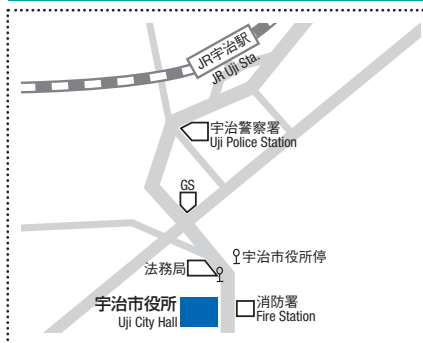 JR宇治駅
JR Uji Sta.
宇治警察署
Uji Police Station
GS
宇治市役所停
法務局
宇治市役所
Uji City Hall
消防署
Fire Station